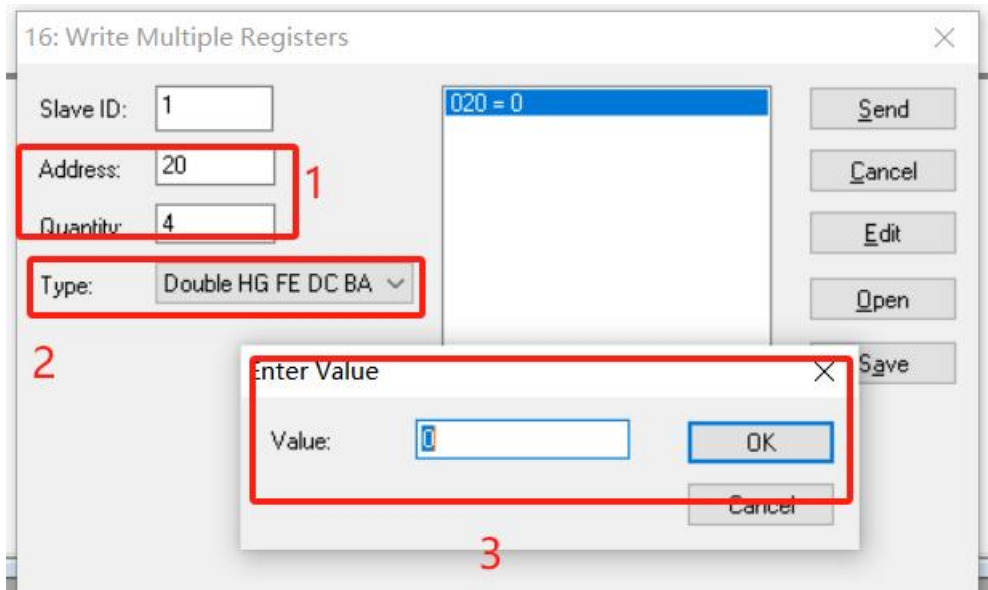 16: Write Multiple Registers
Slave ID: 1
020 = 0
Send
Address: 20
1
Cancel
Quantity: 4
Edit
Type: Double HG FE DC BA
Open
2
Save
Enter Value
Value: 0
OK
Cancel
3